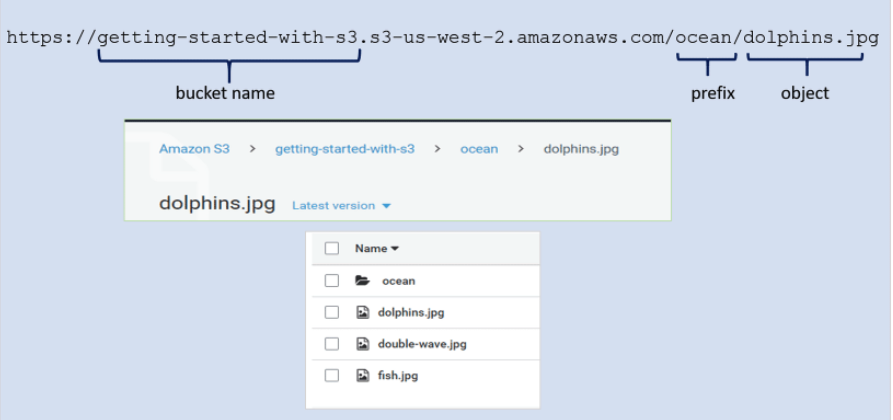 https://getting-started-with-s3.s3-us-west-2.amazonaws.com/ocean/dolphins.jpg
bucket name prefix object
Amazon S3 > getting-started-with-s3 > ocean > dolphins.jpg
dolphins.jpg Latest version
Name
ocean
dolphins.jpg
double-wave.jpg
fish.jpg